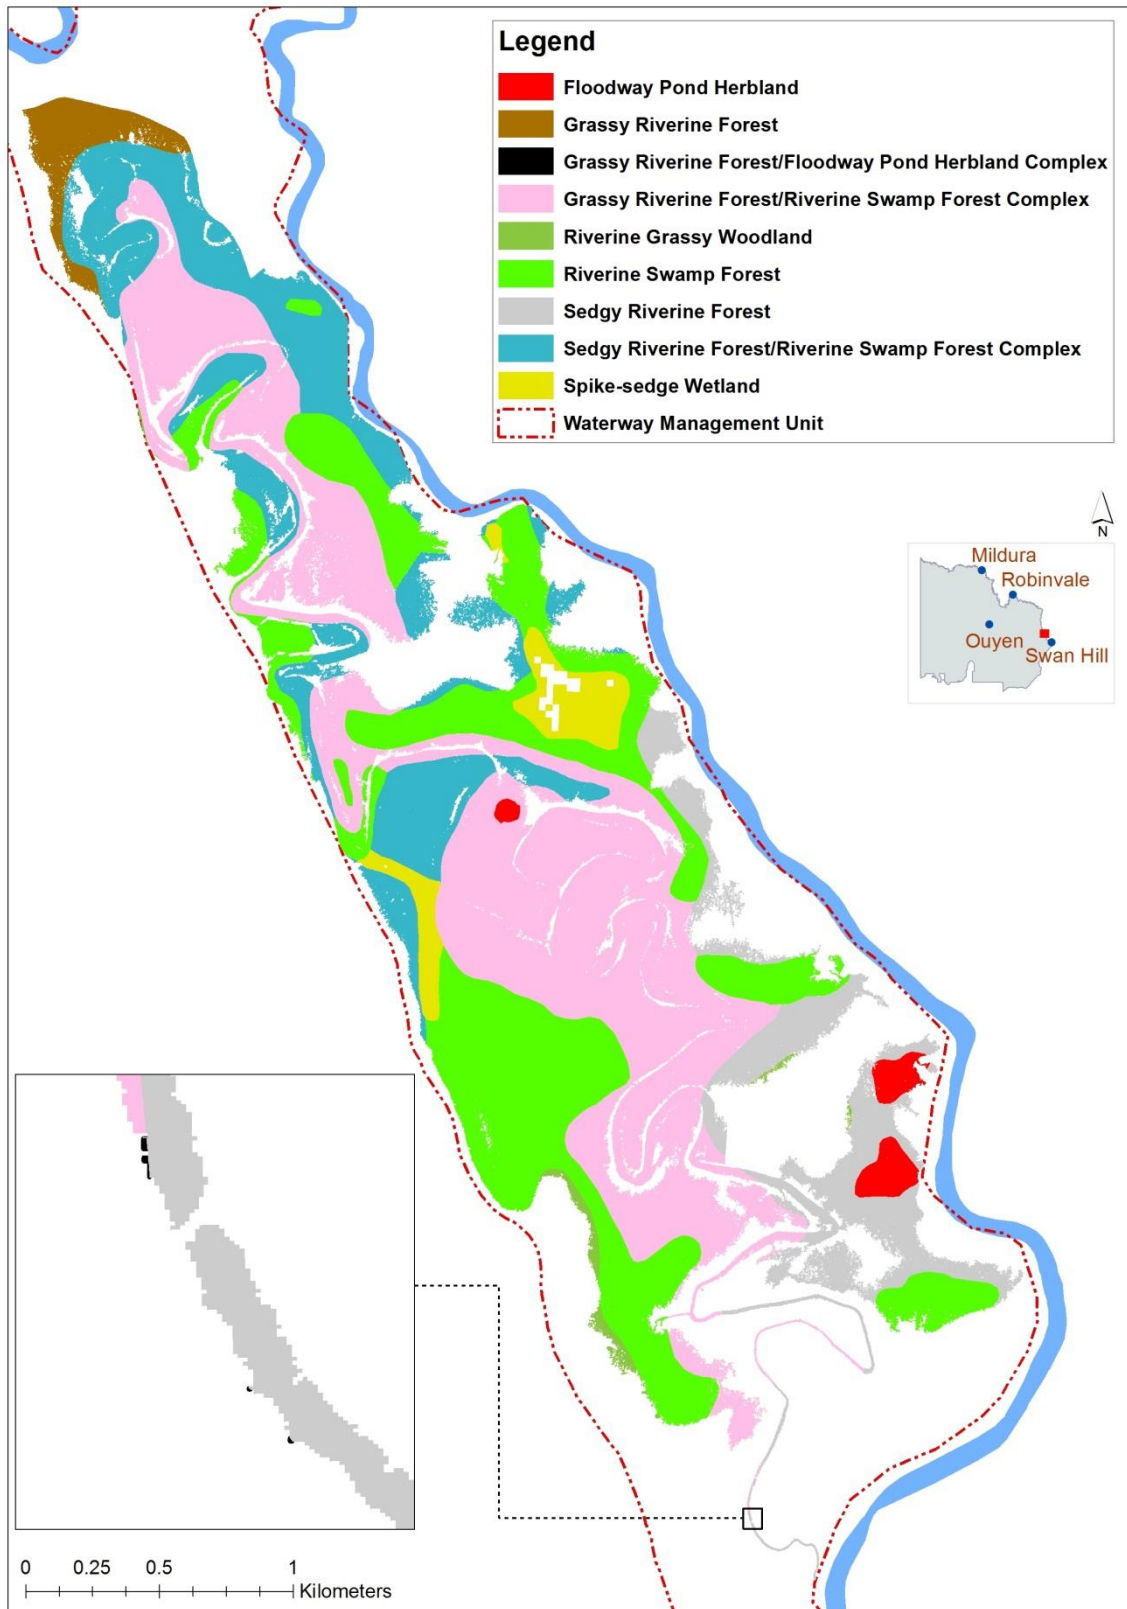 Legend
Floodway Pond Herbland
Grassy Riverine Forest
Grassy Riverine Forest/Floodway Pond Herbland Complex
Grassy Riverine Forest/Riverine Swamp Forest Complex
Riverine Grassy Woodland
Riverine Swamp Forest
Sedgy Riverine Forest
Sedgy Riverine Forest/Riverine Swamp Forest Complex
Spike-sedge Wetland
Waterway Management Unit
N
Mildura
Robinvale
Ouyen
Swan Hill
0 0.25 0.5 1
Kilometers